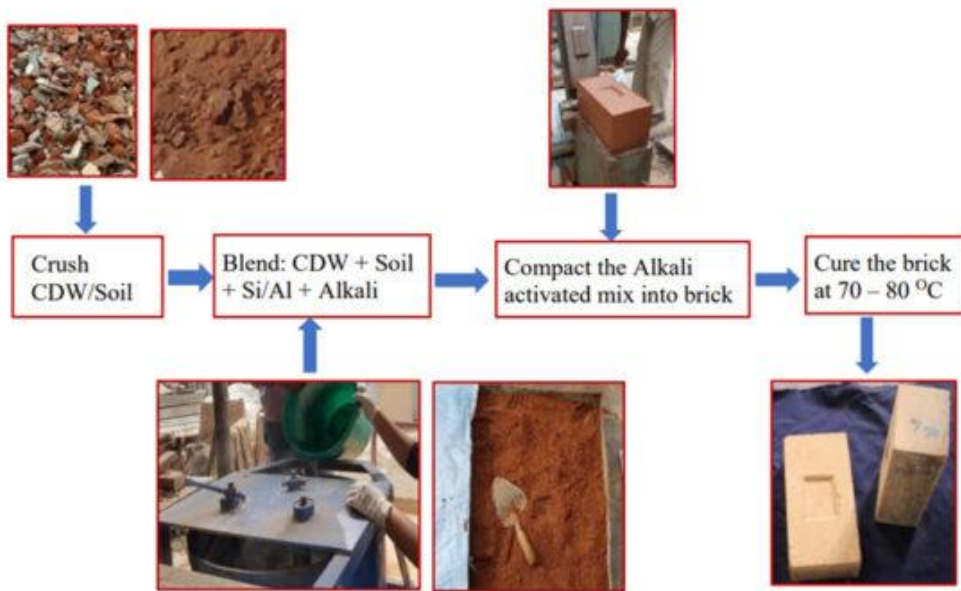 Crush
CDW/Soil
Blend: CDW + Soil
+ Si/Al + Alkali
Compact the Alkali
activated mix into brick
Cure the brick
at 70 – 80 ᴼC